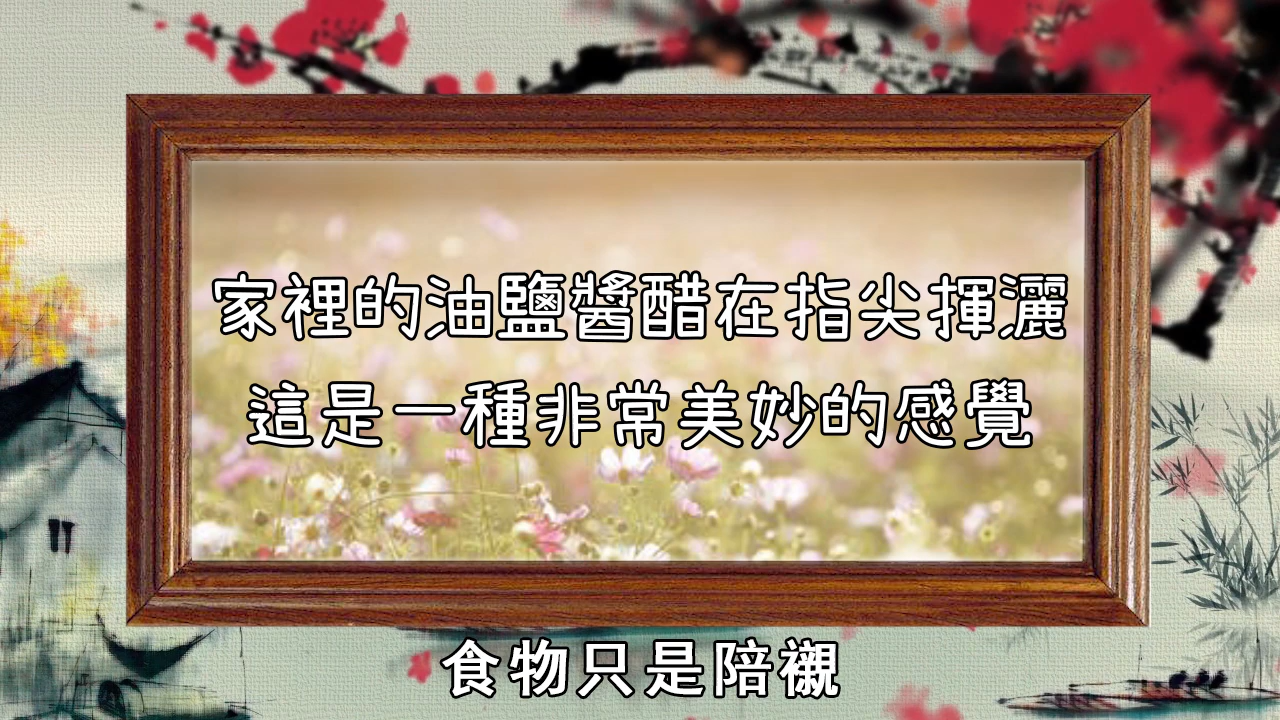 家裡的油鹽醬醋在指尖揮灑
這是一種非常美妙的感覺
食物只是陪襯